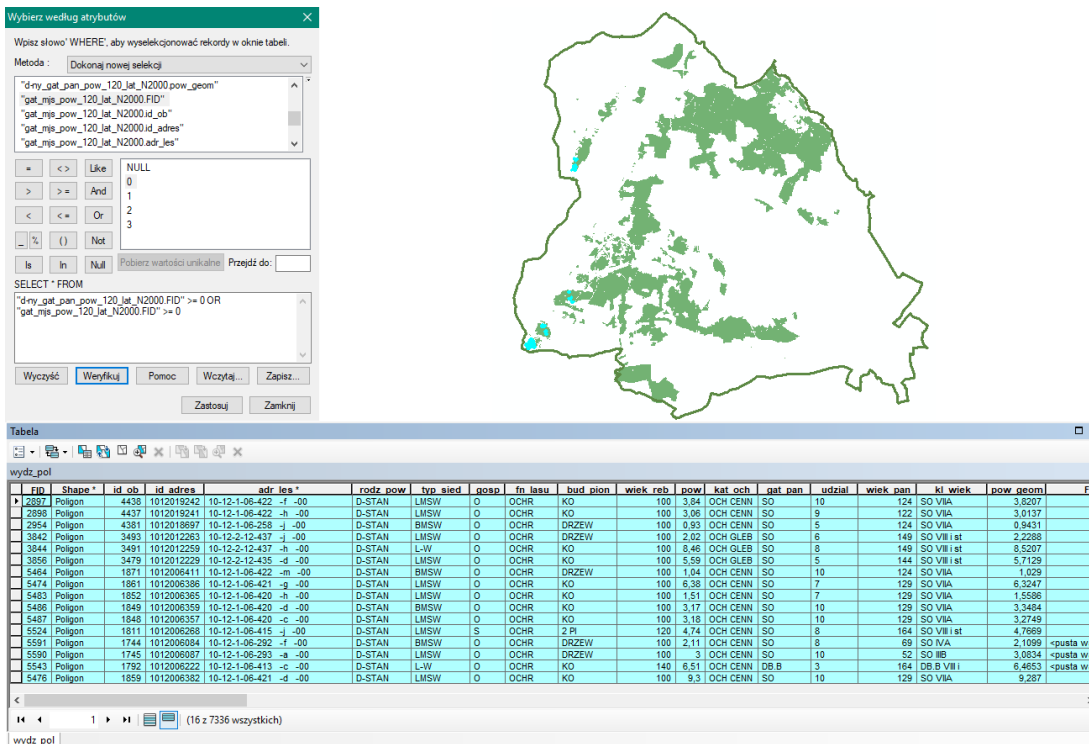 Wybierz według atrybutów
Wpisz słowo' WHERE', aby wyselekcjonować rekordy w oknie tabeli.
Metoda : Dokonaj nowej selekcji
"d-ny_gat_pan_pow_120_lat_N2000.pow_geom"
"gat_mjs_pow_120_lat_N2000.FID"
"gat_mjs_pow_120_lat_N2000.id_ob"
"gat_mjs_pow_120_lat_N2000.id_adres"
"gat_mjs_pow_120_lat_N2000.adr_les"
= <> Like NULL
0
> >= And 1
2
< <= Or 3
_ % () Not
Is In Null Pobierz wartości unikalne Przejdź do:
SELECT * FROM
"d-ny_gat_pan_pow_120_lat_N2000.FID" >= 0 OR
"gat_mjs_pow_120_lat_N2000.FID" >= 0
Wyczyść Weryfikuj Pomoc Wczytaj... Zapisz...
Zastosuj Zamknij
Tabela
wydz_pol
FID Shape * id_ob id_adres adr_les * rodz_pow typ_sied gosp fn_lasu bud_pion wiek_reb pow kat_och gat_pan udzial wiek_pan kl_wiek pow_geom F
2897 Poligon 4438 1012019242 10-12-1-06-422 -f -00 D-STAN LMSW O OCHR KO 100 3,84 OCH CENN SO 10 124 SO VIIA 3,8207
2898 Poligon 4437 1012019241 10-12-1-06-422 -h -00 D-STAN LMSW O OCHR KO 100 3,06 OCH CENN SO 9 122 SO VIIA 3,0137
2954 Poligon 4381 1012018697 10-12-1-06-258 -j -00 D-STAN BMSW O OCHR DRZEW 100 0,93 OCH CENN SO 5 124 SO VIIA 0,9431
3842 Poligon 3493 1012012263 10-12-2-12-437 -j -00 D-STAN LMSW O OCHR DRZEW 100 2,02 OCH GLEB SO 6 149 SO VIII i st 2,2288
3844 Poligon 3491 1012012259 10-12-2-12-437 -h -00 D-STAN L-W O OCHR KO 100 8,46 OCH GLEB SO 8 149 SO VIII i st 8,5207
3856 Poligon 3479 1012012229 10-12-2-12-435 -d -00 D-STAN LMSW O OCHR KO 100 5,59 OCH GLEB SO 5 144 SO VIII i st 5,7129
5464 Poligon 1871 1012006411 10-12-1-06-422 -m -00 D-STAN BMSW O OCHR DRZEW 100 1,04 OCH CENN SO 10 124 SO VIIA 1,029
5474 Poligon 1861 1012006386 10-12-1-06-421 -g -00 D-STAN LMSW O OCHR KO 100 6,38 OCH CENN SO 7 129 SO VIIA 6,3247
5483 Poligon 1852 1012006365 10-12-1-06-420 -h -00 D-STAN LMSW O OCHR KO 100 1,51 OCH CENN SO 7 129 SO VIIA 1,5586
5486 Poligon 1849 1012006359 10-12-1-06-420 -d -00 D-STAN BMSW O OCHR KO 100 3,17 OCH CENN SO 10 129 SO VIIA 3,3484
5487 Poligon 1848 1012006357 10-12-1-06-420 -c -00 D-STAN LMSW O OCHR KO 100 3,18 OCH CENN SO 10 129 SO VIIA 3,2749
5524 Poligon 1811 1012006268 10-12-1-06-415 -j -00 D-STAN LMSW S OCHR 2 PI 120 4,74 OCH CENN SO 8 164 SO VIII i st 4,7669
5591 Poligon 1744 1012006084 10-12-1-06-292 -f -00 D-STAN BMSW O OCHR DRZEW 100 2,11 OCH CENN SO 8 69 SO IVA 2,1099 <pusta w
5590 Poligon 1745 1012006087 10-12-1-06-293 -a -00 D-STAN LMSW O OCHR DRZEW 100 3 OCH CENN SO 10 52 SO IIIB 3,0834 <pusta w
5543 Poligon 1792 1012006222 10-12-1-06-413 -c -00 D-STAN L-W O OCHR KO 140 6,51 OCH CENN DB.B 3 164 DB.B VIII i 6,4653 <pusta w
5476 Poligon 1859 1012006382 10-12-1-06-421 -d -00 D-STAN LMSW O OCHR KO 100 9,3 OCH CENN SO 10 129 SO VIIA 9,287
1 (16 z 7336 wszystkich)
wydz_pol